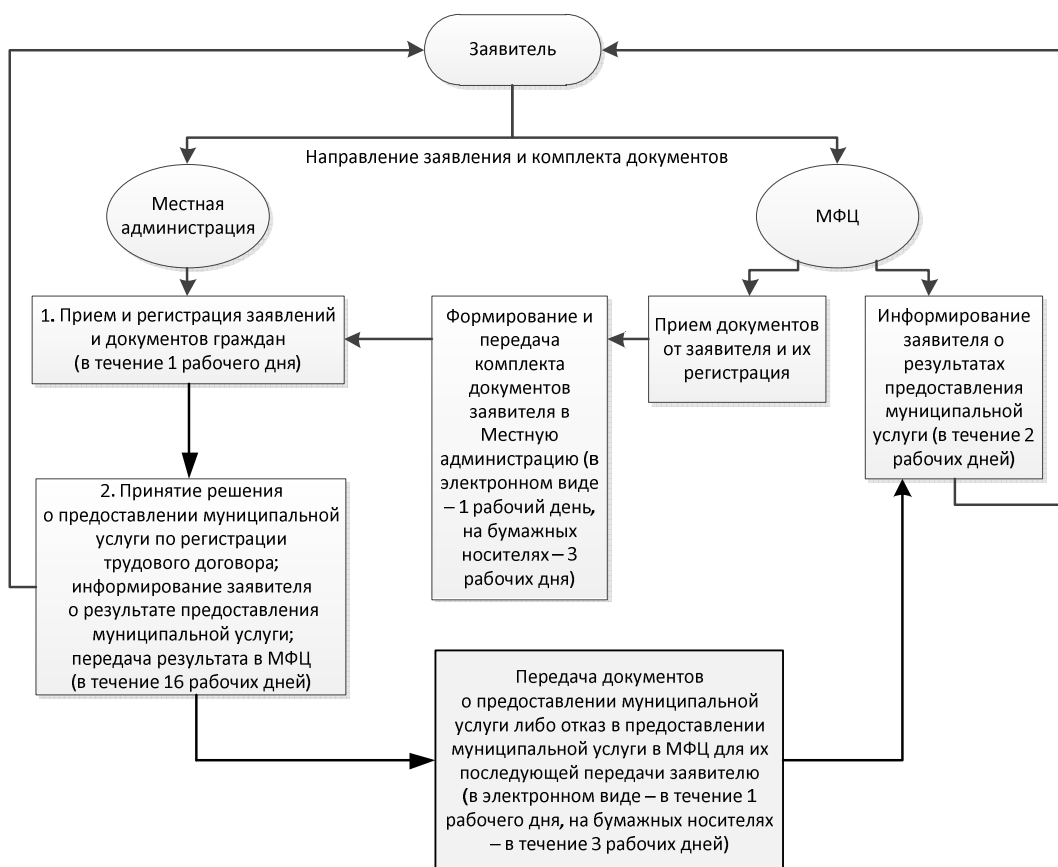 Заявитель
Направление заявления и комплекта документов
Местная
администрация
МФЦ
1. Прием и регистрация заявлений
и документов граждан
(в течение 1 рабочего дня)
Формирование и
передача
комплекта
документов
заявителя в
Местную
администрацию (в
электронном виде
– 1 рабочий день,
на бумажных
носителях – 3
рабочих дня)
Прием документов
от заявителя и их
регистрация
Информирование
заявителя о
результатах
предоставления
муниципальной
услуги (в течение 2
рабочих дней)
2. Принятие решения
о предоставлении муниципальной
услуги по регистрации
трудового договора;
информирование заявителя
о результате предоставления
муниципальной услуги;
передача результата в МФЦ
(в течение 16 рабочих дней)
Передача документов
о предоставлении муниципальной
услуги либо отказ в предоставлении
муниципальной услуги в МФЦ для их
последующей передачи заявителю
(в электронном виде – в течение 1
рабочего дня, на бумажных носителях
– в течение 3 рабочих дней)